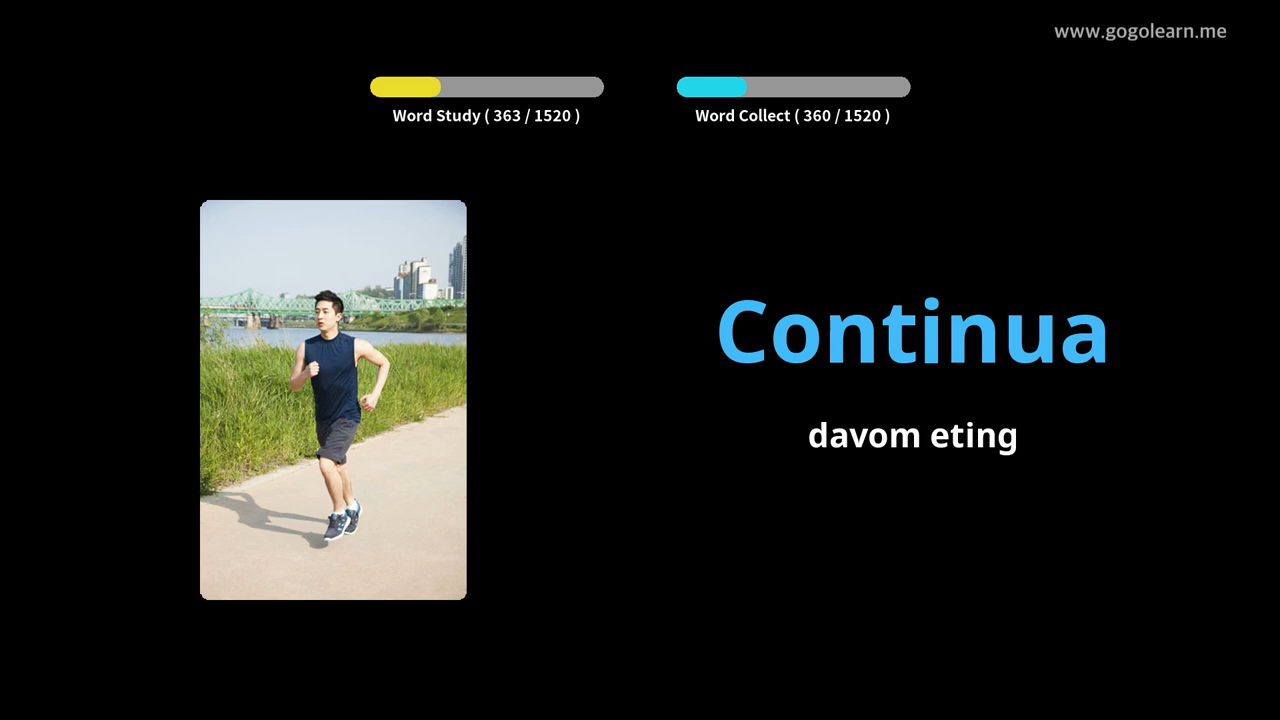 www.gogolearn.me
Word Study ( 363 / 1520 )
Word Collect ( 360 / 1520 )
Continua
davom eting